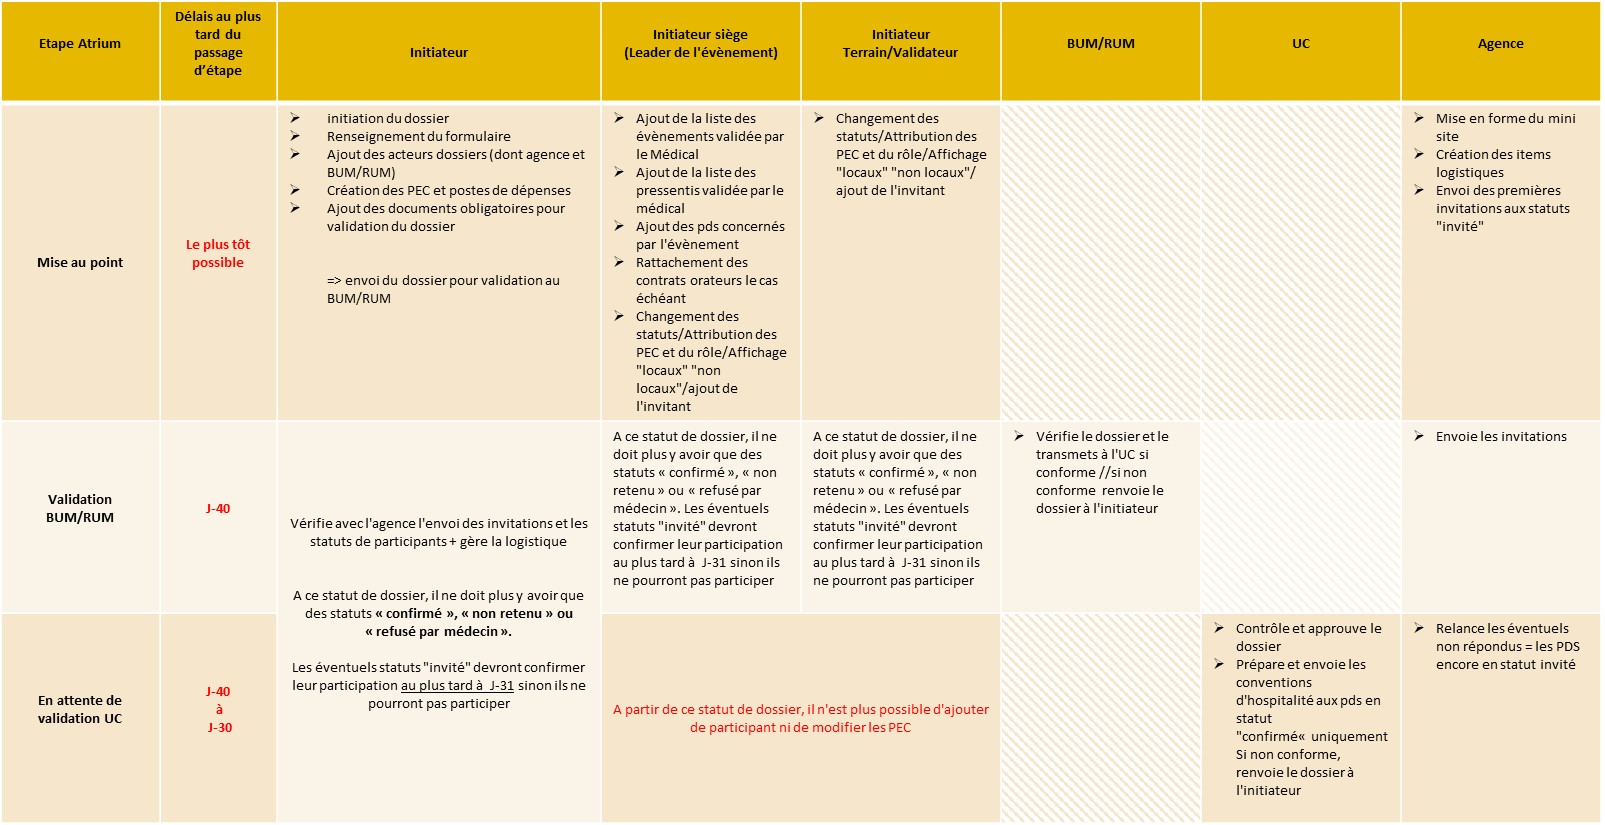 Etape Atrium
Délais au plus
tard du
passage
d’étape
Initiateur
Initiateur siège
(Leader de l'évènement)
Initiateur
Terrain/Validateur
BUM/RUM
UC
Agence
Mise au point
Le plus tôt
possible
initiation du dossier
Renseignement du formulaire
Ajout des acteurs dossiers (dont agence et
BUM/RUM)
Création des PEC et postes de dépenses
Ajout des documents obligatoires pour
validation du dossier
=> envoi du dossier pour validation au
BUM/RUM
Ajout de la liste des
évènements validée par
le Médical
Ajout de la liste des
pressentis validée par le
médical
Ajout des pds concernés
par l'évènement
Rattachement des
contrats orateurs le cas
échéant
Changement des
statuts/Attribution des
PEC et du rôle/Affichage
"locaux" "non
locaux"/ajout de
l'invitant
Changement des
statuts/Attribution des
PEC et du rôle/Affichage
"locaux" "non locaux"/
ajout de l'invitant
Mise en forme du mini
site
Création des items
logistiques
Envoi des premières
invitations aux statuts
"invité"
Validation
BUM/RUM
J-40
Vérifie avec l'agence l'envoi des invitations et les
statuts de participants + gère la logistique
A ce statut de dossier, il ne doit plus y avoir que
des statuts « confirmé », « non retenu » ou
« refusé par médecin ».
Les éventuels statuts "invité" devront confirmer
leur participation au plus tard à J-31 sinon ils ne
pourront pas participer
A ce statut de dossier, il ne
doit plus y avoir que des
statuts « confirmé », « non
retenu » ou « refusé par
médecin ». Les éventuels
statuts "invité" devront
confirmer leur participation
au plus tard à J-31 sinon ils
ne pourront pas participer
A ce statut de dossier, il ne
doit plus y avoir que des
statuts « confirmé », « non
retenu » ou « refusé par
médecin ». Les éventuels
statuts "invité" devront
confirmer leur participation
au plus tard à J-31 sinon ils
ne pourront pas participer
Vérifie le dossier et le
transmets à l'UC si
conforme //si non
conforme renvoie le
dossier à l'initiateur
Envoie les invitations
En attente de
validation UC
J-40
à
J-30
A partir de ce statut de dossier, il n'est plus possible d'ajouter
de participant ni de modifier les PEC
Contrôle et approuve le
dossier
Prépare et envoie les
conventions
d'hospitalité aux pds en
statut
"confirmé« uniquement
Si non conforme,
renvoie le dossier à
l'initiateur
Relance les éventuels
non répondus = les PDS
encore en statut invité